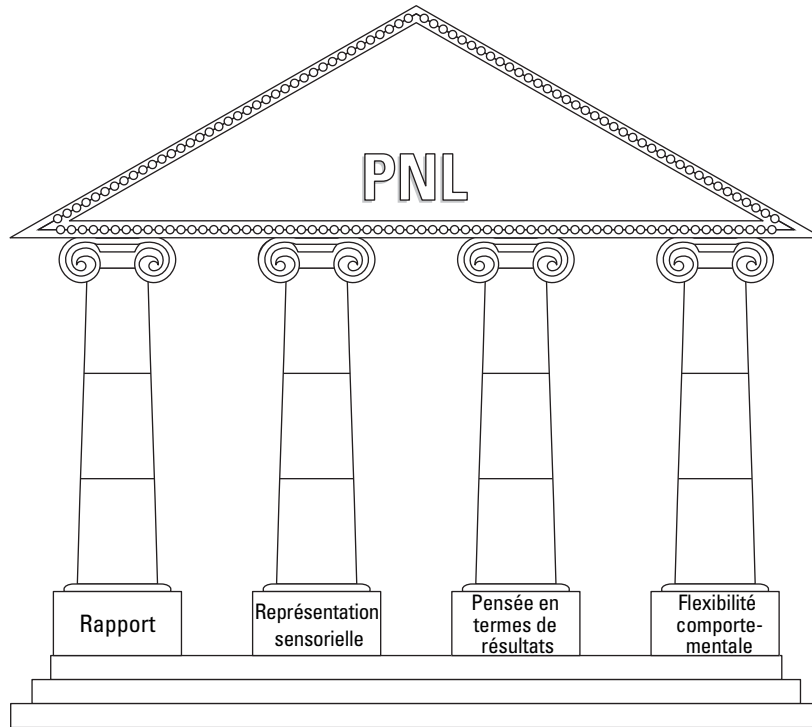 PNL
Rapport
Représentation
sensorielle
Pensée en
termes de
résultats
Flexibilité
comporte-
mentale